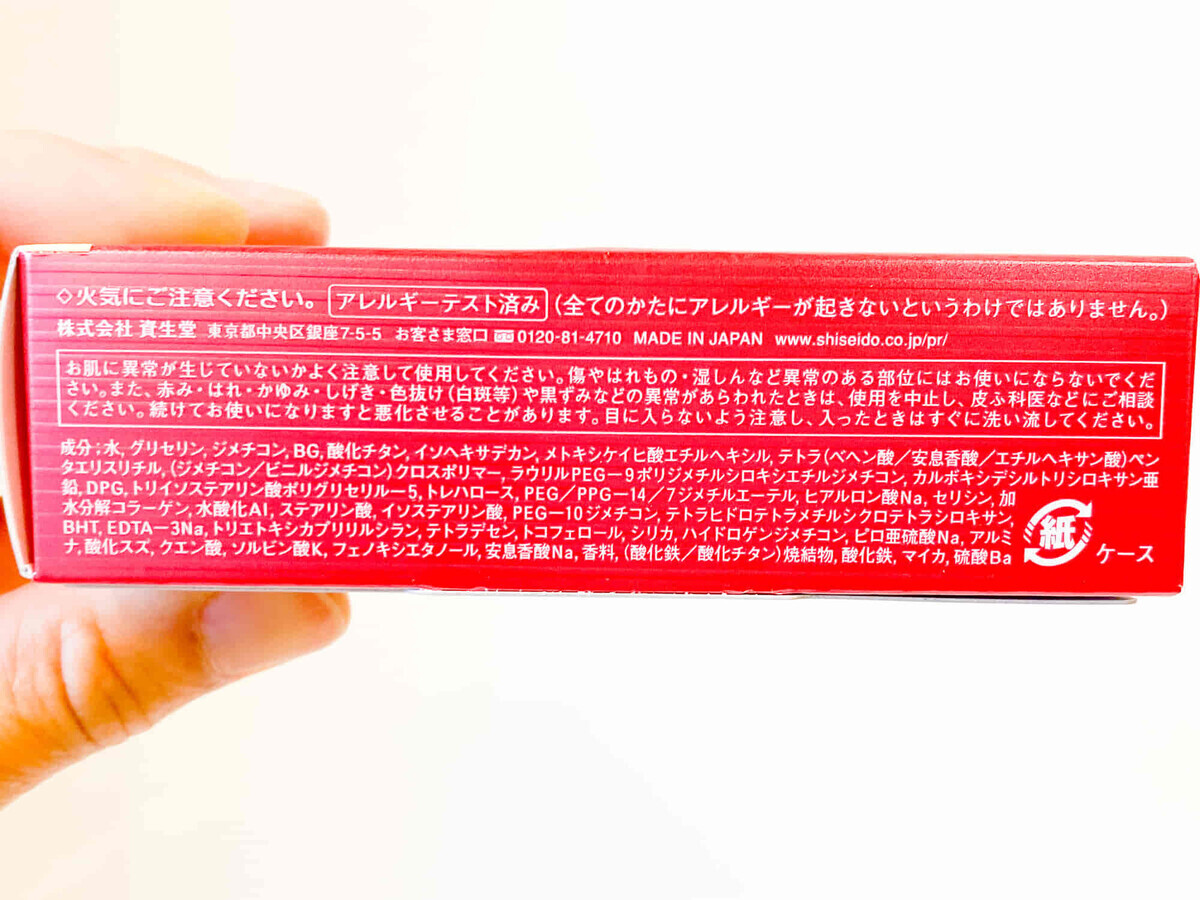 ◇火気にご注意ください。 アレルギーテスト済み (全てのかたにアレルギーが起きないというわけではありません。)
株式会社 資生堂 東京都中央区銀座7-5-5 お客さま窓口 0120-81-4710 MADE IN JAPAN www.shiseido.co.jp/pr/
お肌に異常が生じていないかよく注意して使用してください。傷やはれもの・湿しんなど異常のある部位にはお使いにならないでくだ
さい。また、赤み・はれ・かゆみ・しげき・色抜け(白斑等)や黒ずみなどの異常があらわれたときは、使用を中止し、皮ふ科医などにご相談
ください。続けてお使いになりますと悪化させることがあります。目に入らないよう注意し、入ったときはすぐに洗い流してください。
成分:水, グリセリン, ジメチコン, BG, 酸化チタン, イソヘキサデカン, メトキシケイヒ酸エチルヘキシル, テトラ(ベヘン酸/安息香酸/エチルヘキサン酸)ペン
タエリスリチル, (ジメチコン/ビニルジメチコン)クロスポリマー, ラウリルPEG-9ポリジメチルシロキシエチルジメチコン, カルボキシデシルトリシロキサン亜
鉛, DPG, トリイソステアリン酸ポリグリセリル-5, トレハロース, PEG/PPG-14/7ジメチルエーテル, ヒアルロン酸Na, セリシン, 加
水分解コラーゲン, 水酸化Al, ステアリン酸, イソステアリン酸, PEG-10ジメチコン, テトラヒドロテトラメチルシクロテトラシロキサン,
BHT, EDTA-3Na, トリエトキシカプリリルシラン, テトラデセン, トコフェロール, シリカ, ハイドロゲンジメチコン, ピロ亜硫酸Na, アルミ
ナ, 酸化スズ, クエン酸, ソルビン酸K, フェノキシエタノール, 安息香酸Na, 香料, (酸化鉄/酸化チタン)焼結物, 酸化鉄, マイカ, 硫酸Ba
紙
ケース